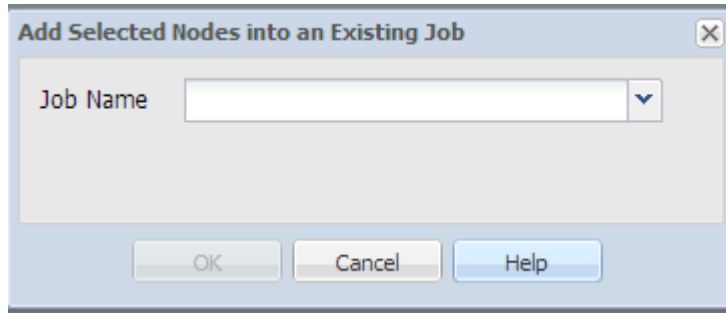 Add Selected Nodes into an Existing Job
Job Name
OK Cancel Help